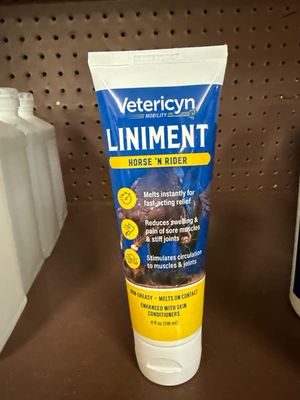 Vetericyn
MOBILITY
LINIMENT
HORSE 'N RIDER
Melts instantly for
fast-acting relief
Reduces swelling &
pain of sore muscles
& stiff joints
Stimulates circulation
to muscles & joints
NON-GREASY • MELTS ON CONTACT
ENHANCED WITH SKIN
CONDITIONERS
4 fl oz (118 ml)